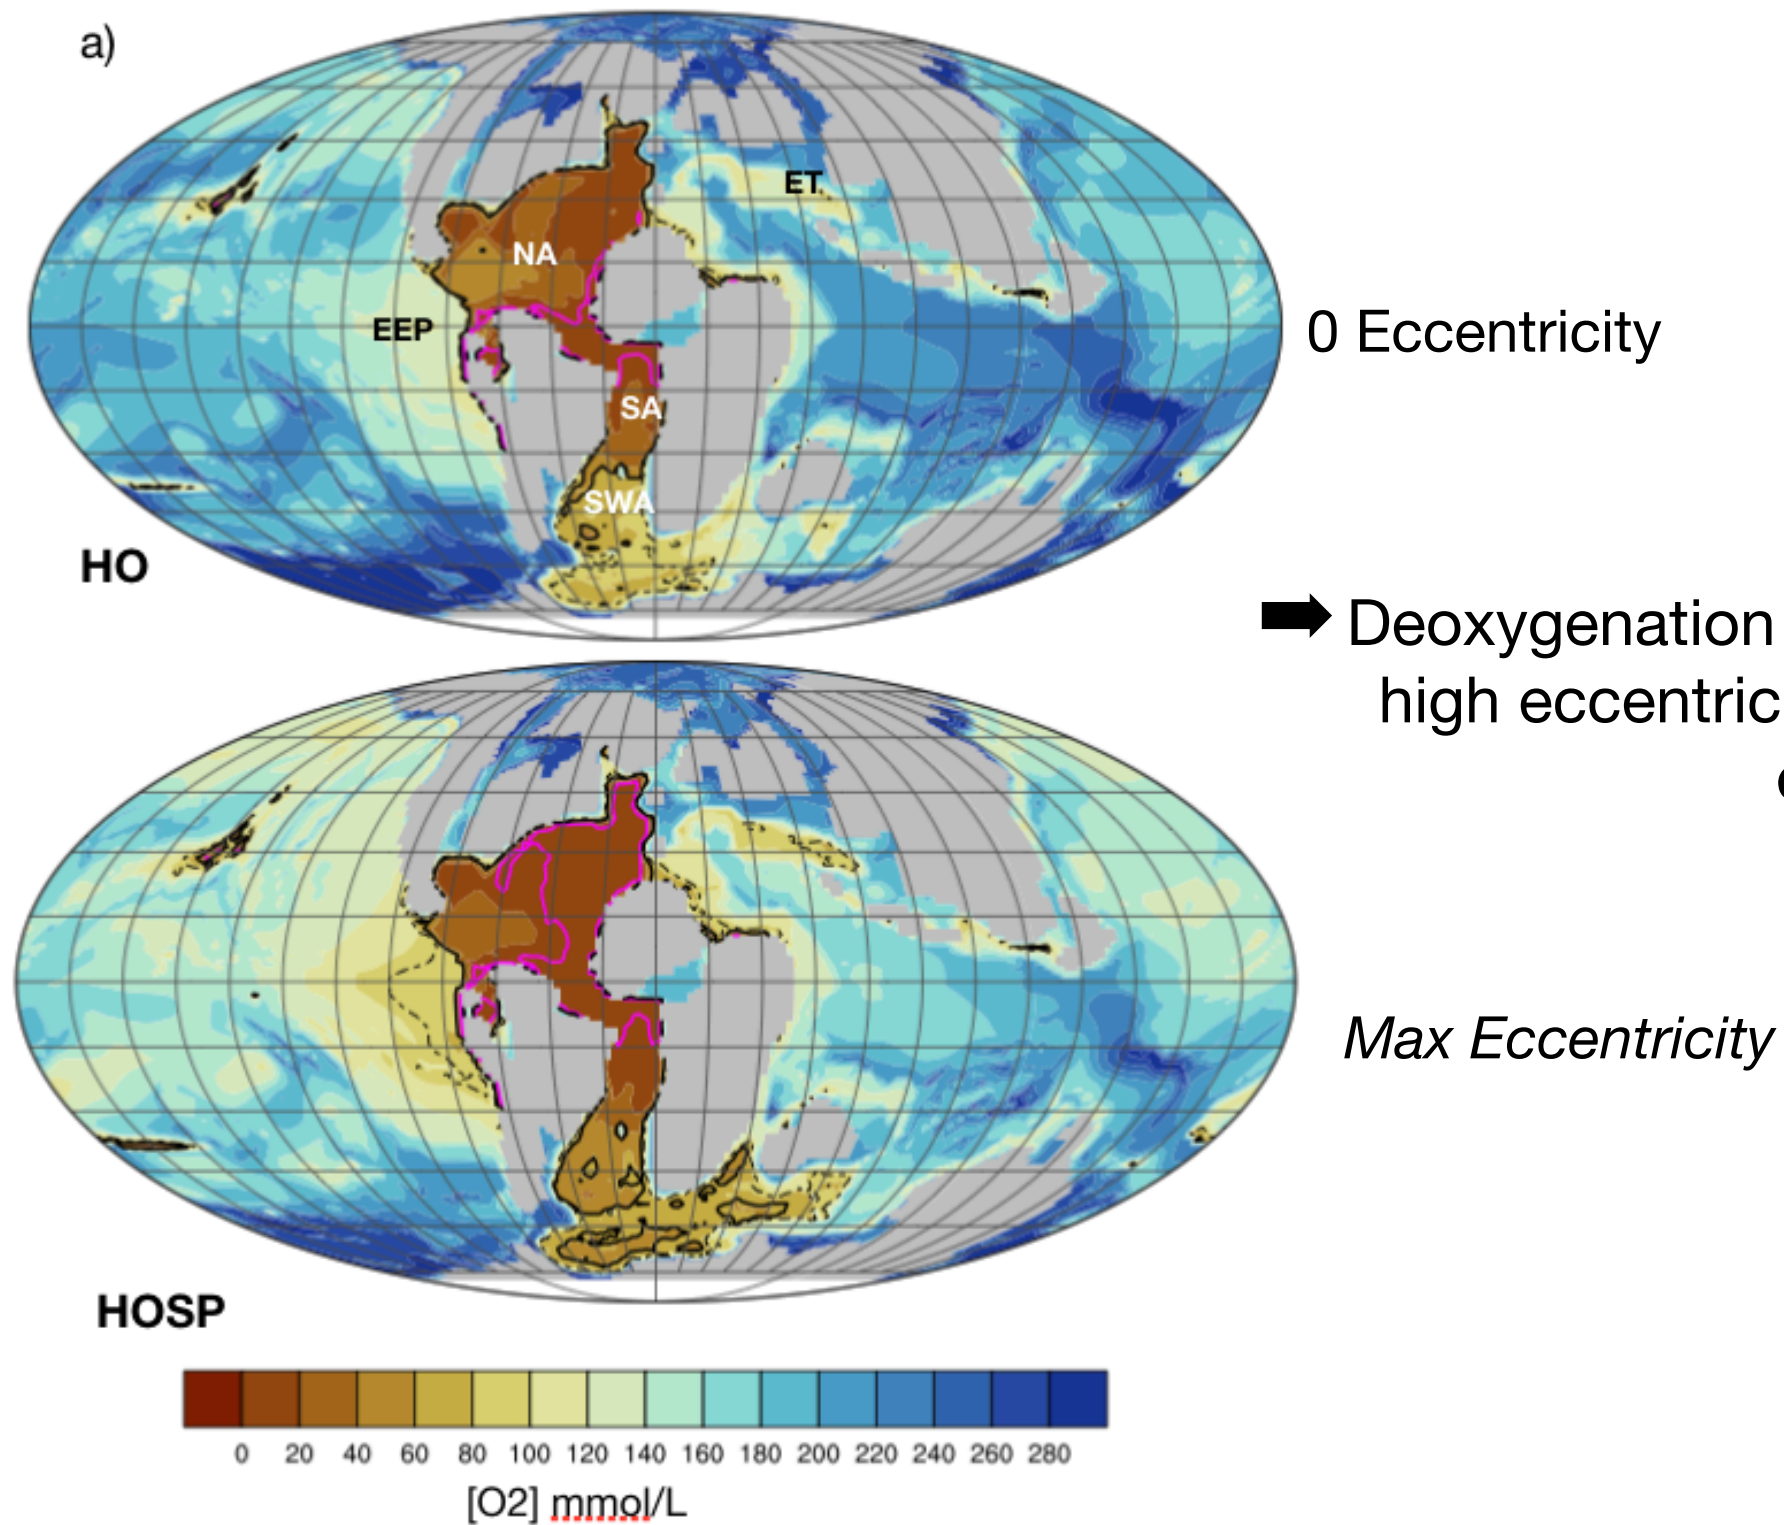 a)
ET
NA
EEP
0 Eccentricity
SA
SWA
HO
Deoxygenation
high eccentric
Max Eccentricity
HOSP
0 20 40 60 80 100 120 140 160 180 200 220 240 260 280
[O2] mmol/L